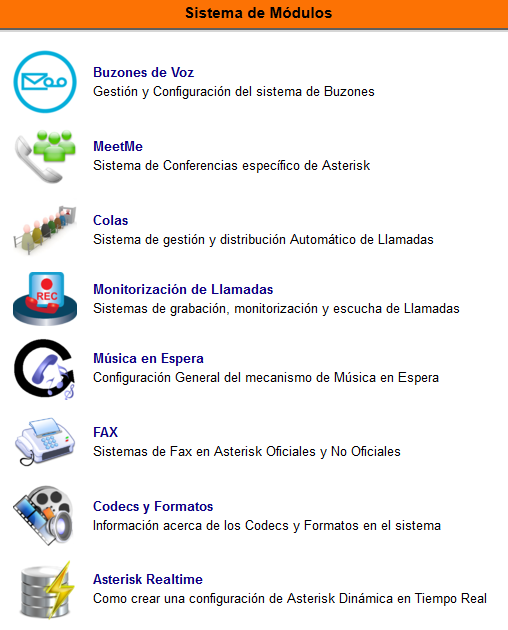 Sistema de Módulos
Buzones de Voz
Gestión y Configuración del sistema de Buzones
MeetMe
Sistema de Conferencias específico de Asterisk
Colas
Sistema de gestión y distribución Automático de Llamadas
REC
Monitorización de Llamadas
Sistemas de grabación, monitorización y escucha de Llamadas
Música en Espera
Configuración General del mecanismo de Música en Espera
FAX
Sistemas de Fax en Asterisk Oficiales y No Oficiales
Codecs y Formatos
Información acerca de los Codecs y Formatos en el sistema
Asterisk Realtime
Como crear una configuración de Asterisk Dinámica en Tiempo Real